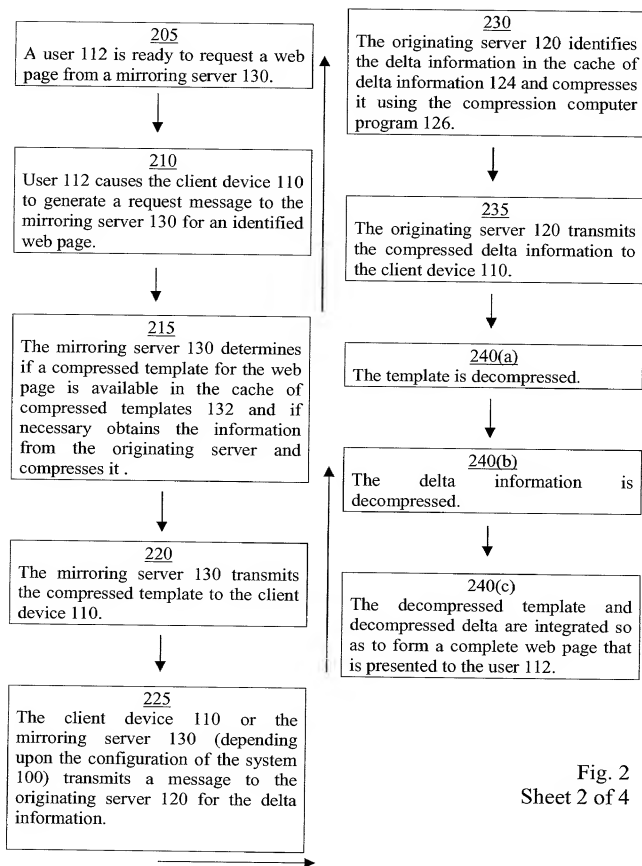 205
A user 112 is ready to request a web
page from a mirroring server 130.
210
User 112 causes the client device 110
to generate a request message to the
mirroring server 130 for an identified
web page.
215
The mirroring server 130 determines
if a compressed template for the web
page is available in the cache of
compressed templates 132 and if
necessary obtains the information
from the originating server and
compresses it .
220
The mirroring server 130 transmits
the compressed template to the client
device 110.
225
The client device 110 or the
mirroring server 130 (depending
upon the configuration of the system
100) transmits a message to the
originating server 120 for the delta
information.
230
The originating server 120 identifies
the delta information in the cache of
delta information 124 and compresses
it using the compression computer
program 126.
235
The originating server 120 transmits
the compressed delta information to
the client device 110.
240(a)
The template is decompressed.
240(b)
The delta information is
decompressed.
240(c)
The decompressed template and
decompressed delta are integrated so
as to form a complete web page that
is presented to the user 112.
Fig. 2
Sheet 2 of 4